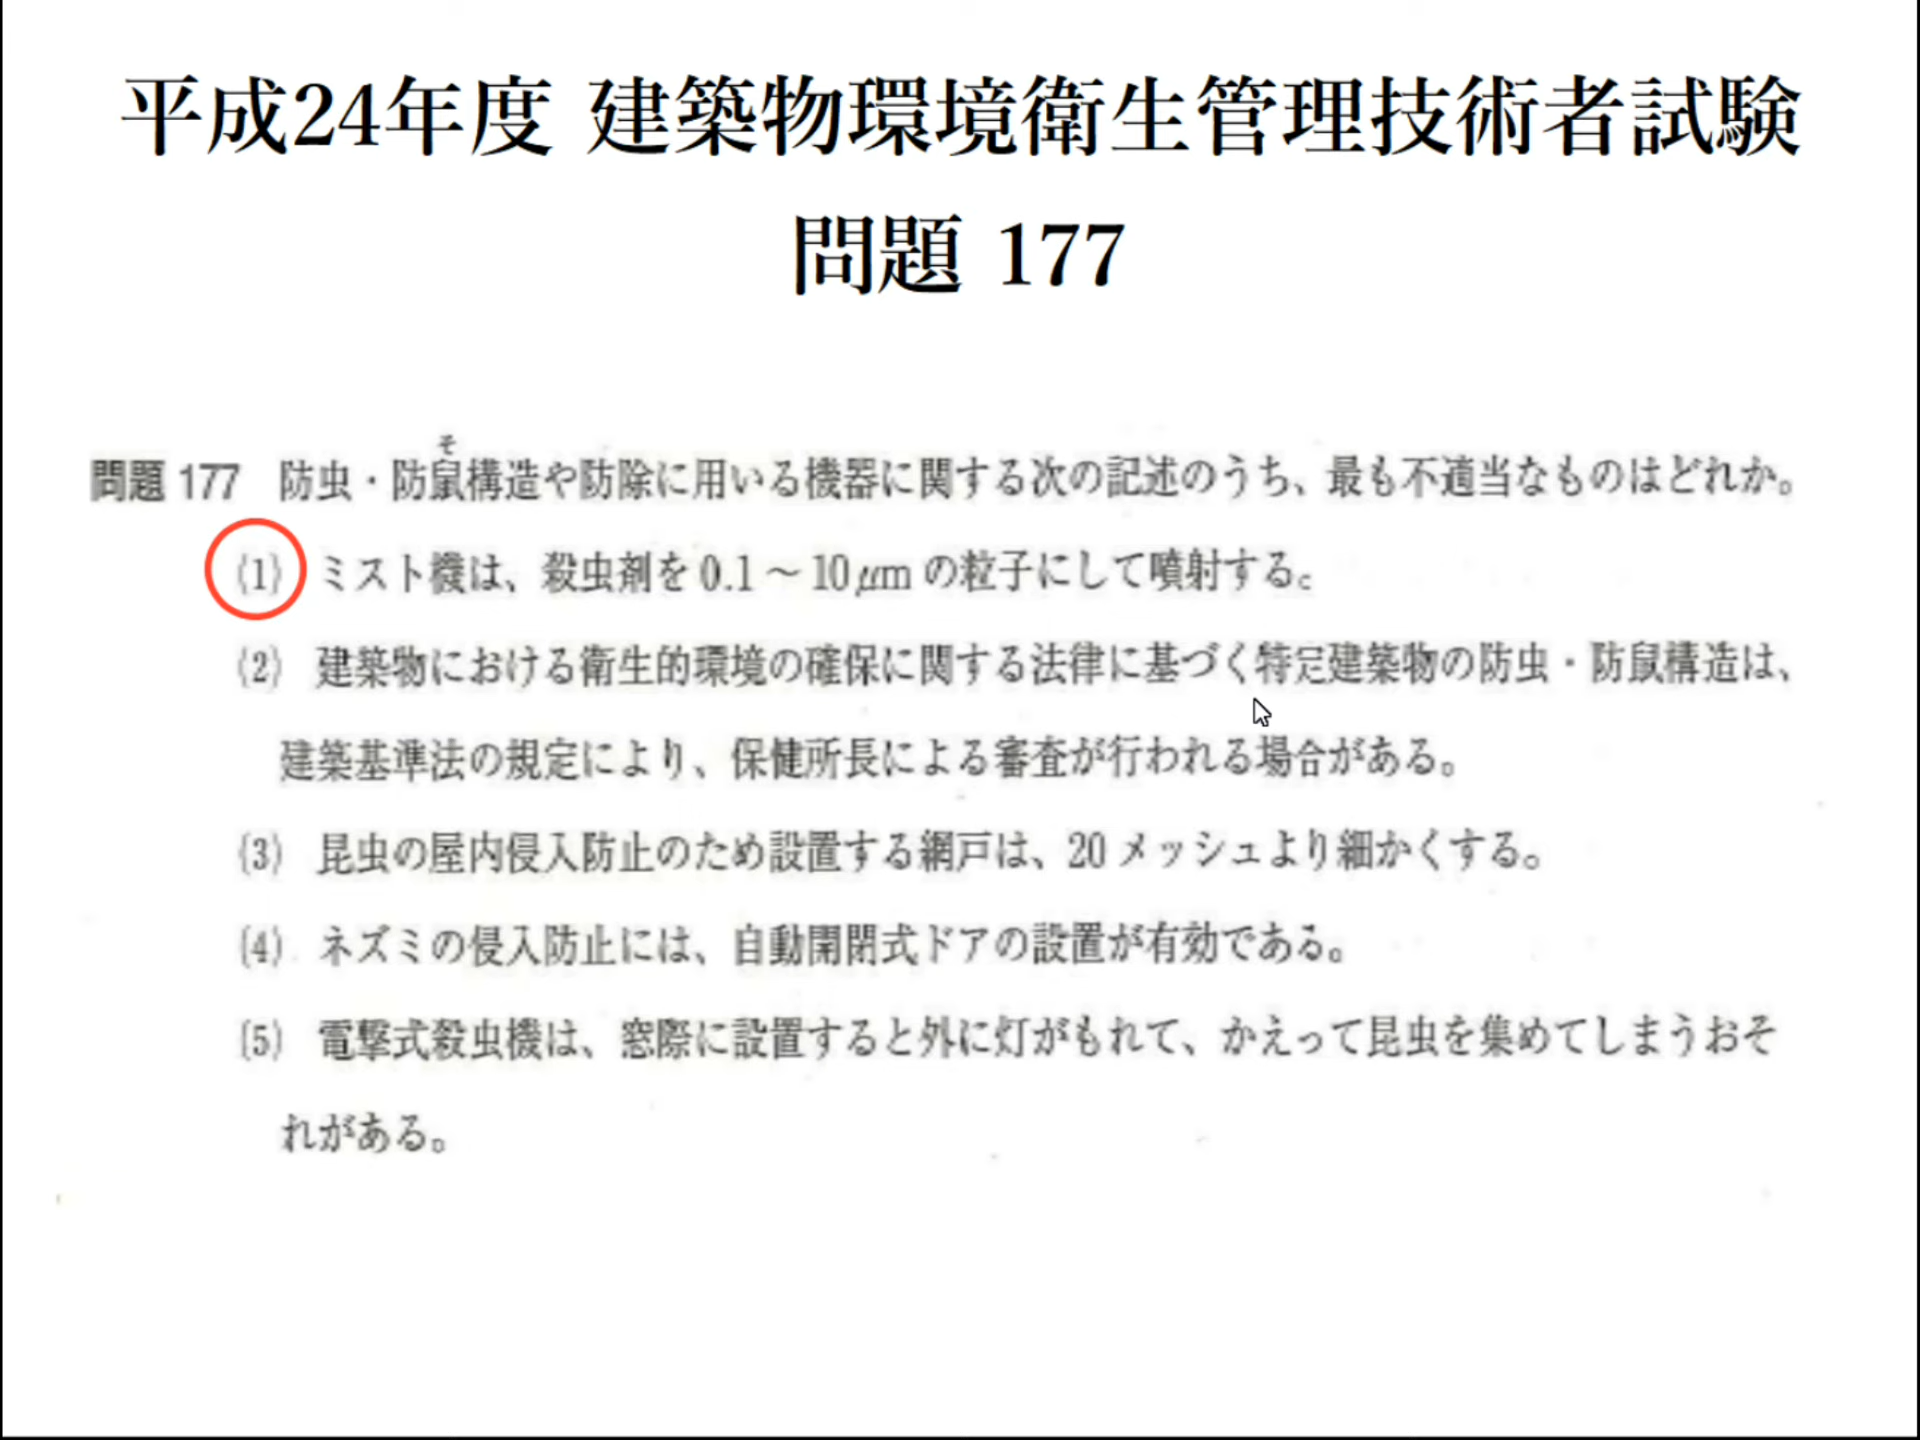 平成24年度 建築物環境衛生管理技術者試験
問題 177
そ
問題 177 防虫・防鼠構造や防除に用いる機器に関する次の記述のうち、最も不適当なものはどれか。
(1) ミスト機は、殺虫剤を 0.1 ～ 10 μm の粒子にして噴射する。
(2) 建築物における衛生的環境の確保に関する法律に基づく特定建築物の防虫・防鼠構造は、
建築基準法の規定により、保健所長による審査が行われる場合がある。
(3) 昆虫の屋内侵入防止のため設置する網戸は、20 メッシュより細かくする。
(4) ネズミの侵入防止には、自動開閉式ドアの設置が有効である。
(5) 電撃式殺虫機は、窓際に設置すると外に灯がもれて、かえって昆虫を集めてしまうおそ
れがある。